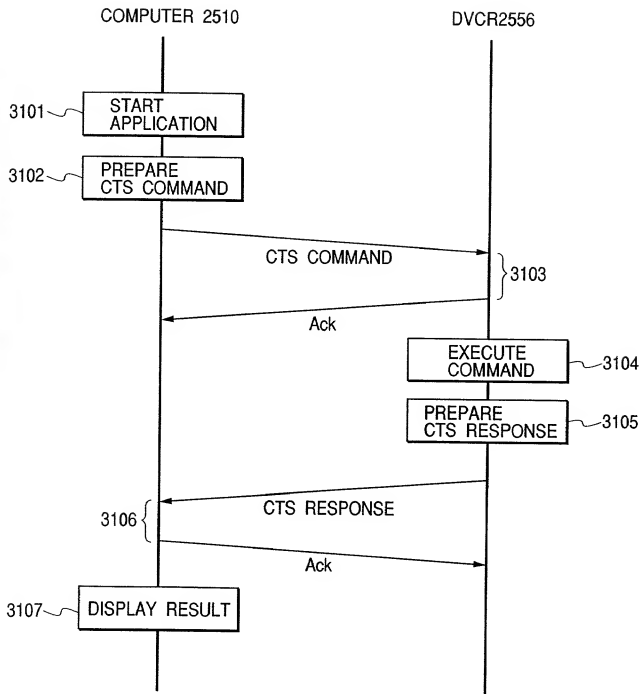 COMPUTER 2510
DVCR2556
3101
START
APPLICATION
3102
PREPARE
CTS COMMAND
CTS COMMAND
3103
Ack
EXECUTE
COMMAND
3104
PREPARE
CTS RESPONSE
3105
CTS RESPONSE
3106
Ack
3107
DISPLAY RESULT